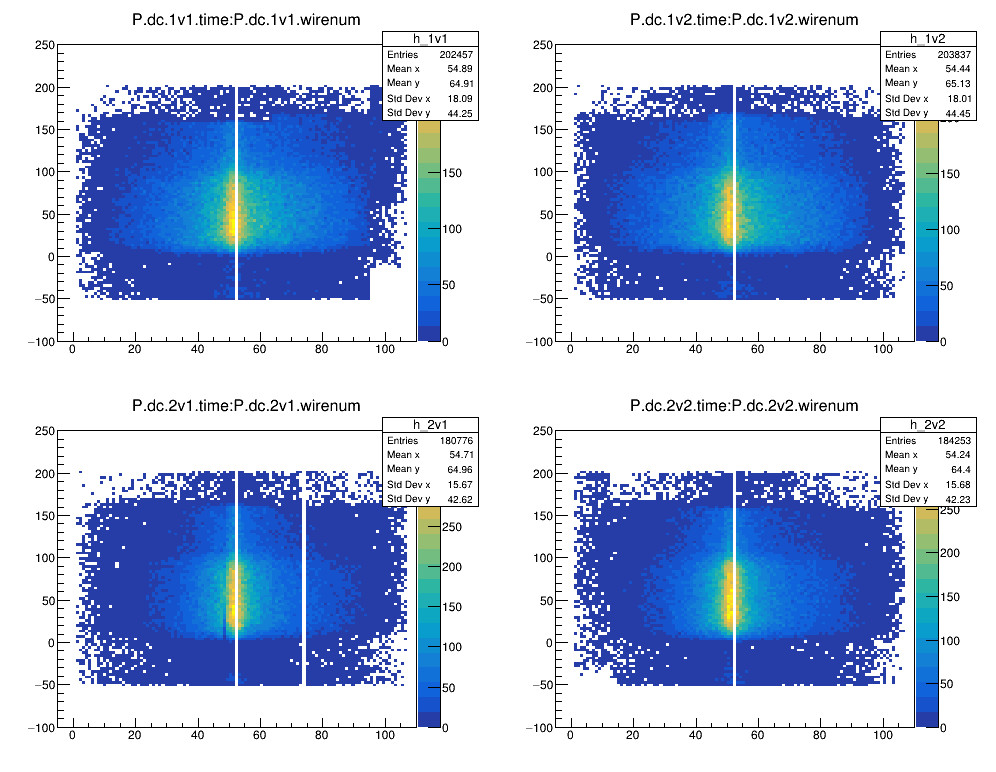 P.dc.1v1.time:P.dc.1v1.wirenum
h_1v1
Entries 202457
Mean x 54.89
Mean y 64.91
Std Dev x 18.09
Std Dev y 44.25
250
200
150
100
50
0
−50
−100
0 20 40 60 80 100
150
100
50
0
P.dc.1v2.time:P.dc.1v2.wirenum
h_1v2
Entries 203837
Mean x 54.44
Mean y 65.13
Std Dev x 18.01
Std Dev y 44.45
250
200
150
100
50
0
−50
−100
0 20 40 60 80 100
150
100
50
0
P.dc.2v1.time:P.dc.2v1.wirenum
h_2v1
Entries 180776
Mean x 54.71
Mean y 64.96
Std Dev x 15.67
Std Dev y 42.62
250
200
150
100
50
0
−50
−100
0 20 40 60 80 100
250
200
150
100
50
0
P.dc.2v2.time:P.dc.2v2.wirenum
h_2v2
Entries 184253
Mean x 54.24
Mean y 64.4
Std Dev x 15.68
Std Dev y 42.23
250
200
150
100
50
0
−50
−100
0 20 40 60 80 100
250
200
150
100
50
0